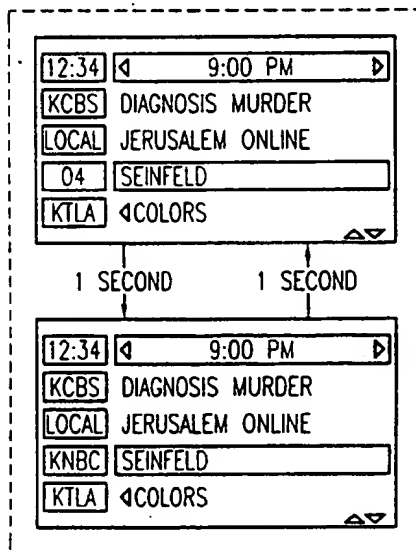 12:34 9:00 PM
KCBS DIAGNOSIS MURDER
LOCAL JERUSALEM ONLINE
04 SEINFELD
KTLA COLORS
1 SECOND 1 SECOND
12:34 9:00 PM
KCBS DIAGNOSIS MURDER
LOCAL JERUSALEM ONLINE
KNBC SEINFELD
KTLA COLORS